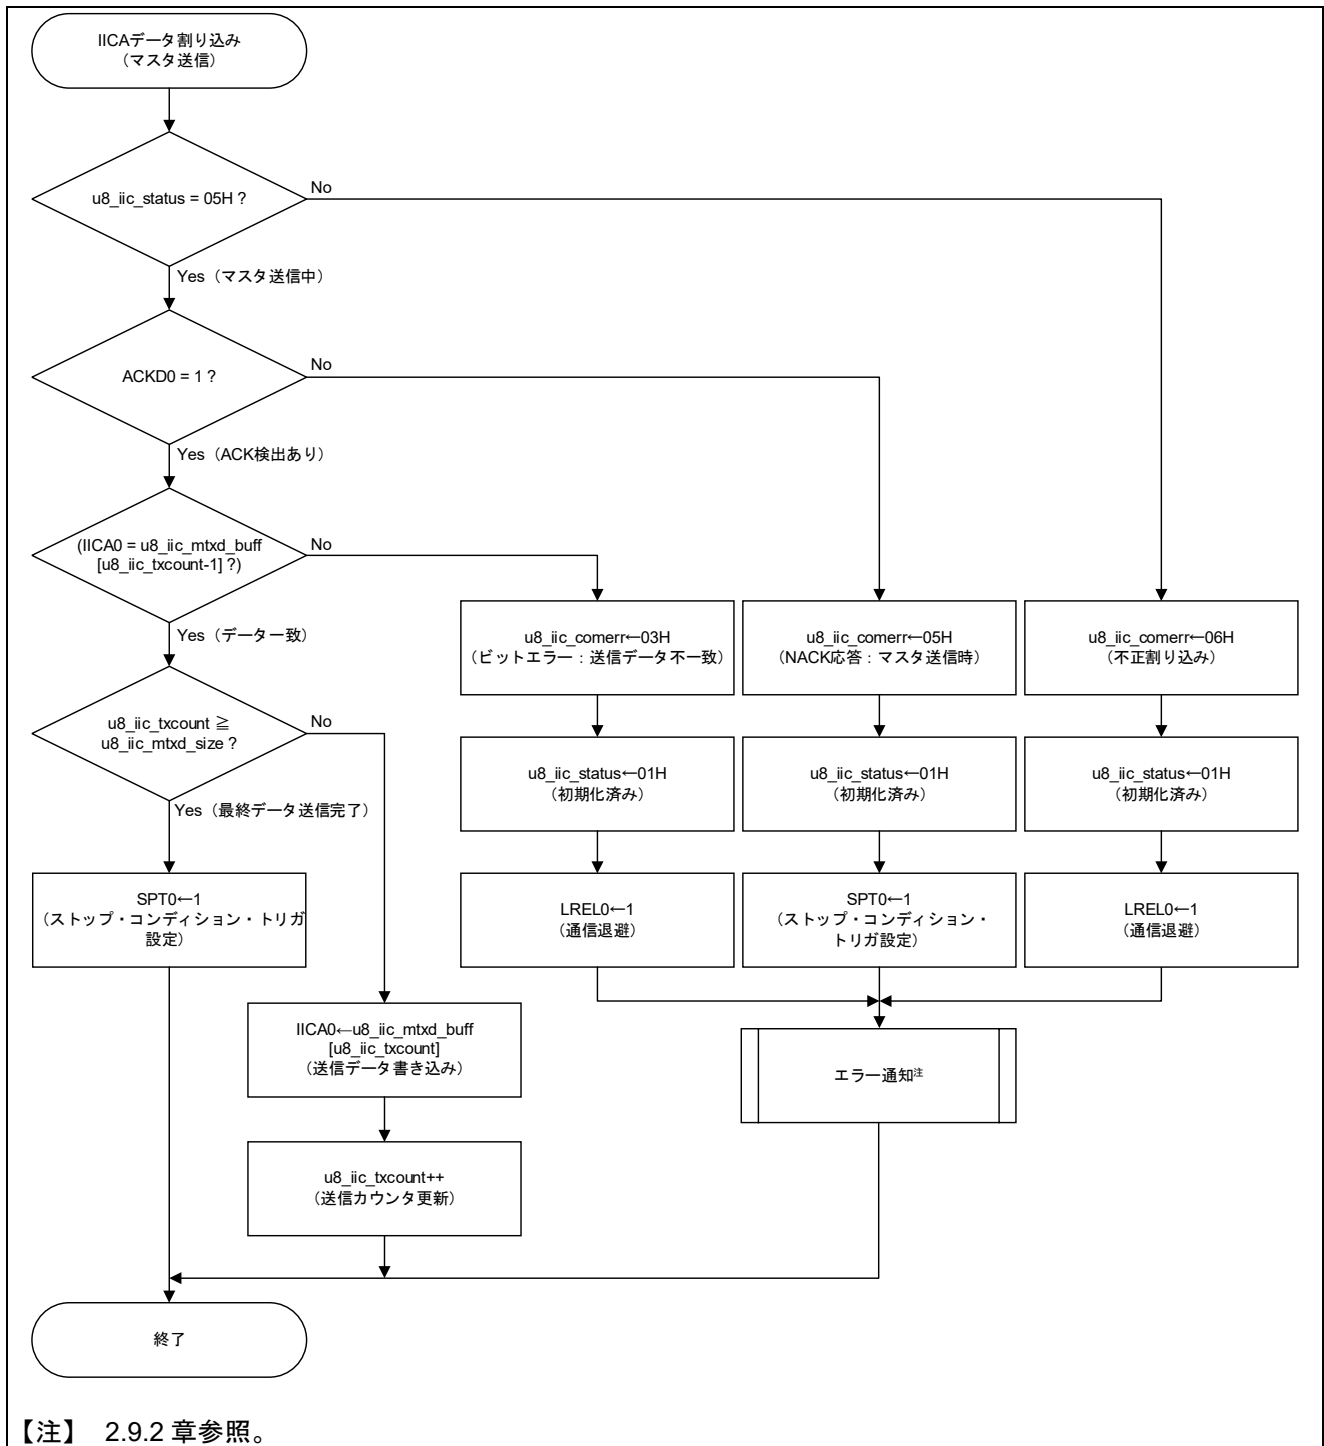 IICAデータ割り込み
（マスタ送信）
u8_iic_status = 05H ?
No
Yes（マスタ送信中）
ACKD0 = 1 ?
No
Yes（ACK検出あり）
(IICA0 = u8_iic_mtxd_buff
[u8_iic_txcount-1] ?)
No
Yes（データ一致）
u8_iic_comerr←03H
（ビットエラー：送信データ不一致）
u8_iic_comerr←05H
（NACK応答：マスタ送信時）
u8_iic_comerr←06H
（不正割り込み）
u8_iic_txcount ≧
u8_iic_mtxd_size ?
No
Yes（最終データ送信完了）
u8_iic_status←01H
（初期化済み）
u8_iic_status←01H
（初期化済み）
u8_iic_status←01H
（初期化済み）
SPT0←1
（ストップ・コンディション・トリガ
設定）
LREL0←1
（通信退避）
SPT0←1
（ストップ・コンディション・
トリガ設定）
LREL0←1
（通信退避）
IICA0←u8_iic_mtxd_buff
[u8_iic_txcount]
（送信データ書き込み）
エラー通知注
u8_iic_txcount++
（送信カウンタ更新）
終了
【注】 2.9.2 章参照。